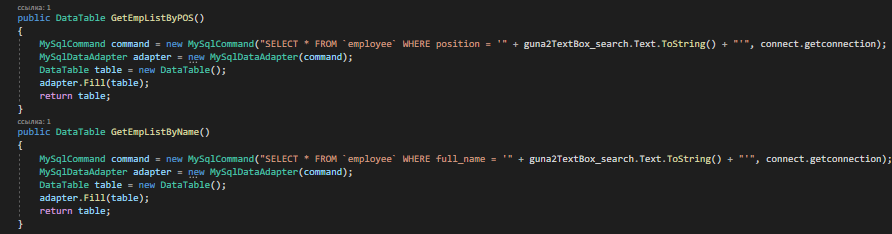 ссылка: 1
public DataTable GetEmpListByPOS()
{
MySqlCommand command = new MySqlCommand("SELECT * FROM `employee` WHERE position = '" + guna2TextBox_search.Text.ToString() + "'", connect.getconnection);
MySqlDataAdapter adapter = new MySqlDataAdapter(command);
DataTable table = new DataTable();
adapter.Fill(table);
return table;
}
ссылка: 1
public DataTable GetEmpListByName()
{
MySqlCommand command = new MySqlCommand("SELECT * FROM `employee` WHERE full_name = '" + guna2TextBox_search.Text.ToString() + "'", connect.getconnection);
MySqlDataAdapter adapter = new MySqlDataAdapter(command);
DataTable table = new DataTable();
adapter.Fill(table);
return table;
}